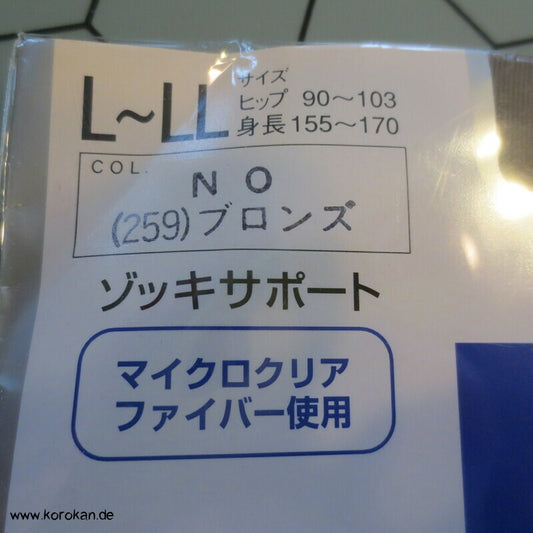 L~LL サイズ
ヒップ 90～103
身長 155～170
COL.
NO
(259)ブロンズ
ゾッキサポート
マイクロクリア
ファイバー使用
www.korokan.de